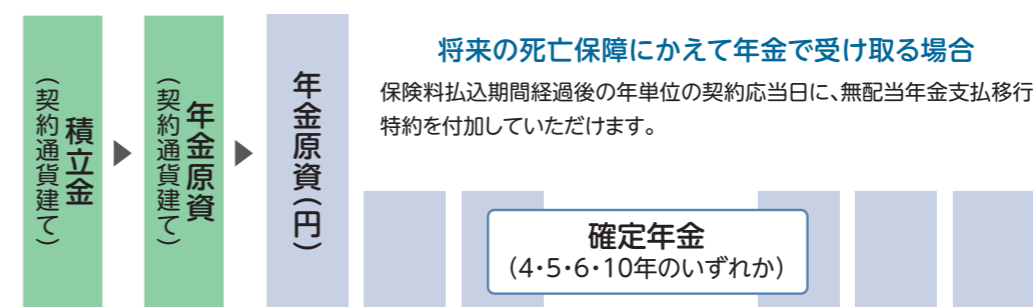 積立金
（契約通貨建て）
年金原資
（契約通貨建て）
年金原資（円）
将来の死亡保障にかえて年金で受け取る場合
保険料払込期間経過後の年単位の契約応当日に、無配当年金支払移行
特約を付加していただけます。
確定年金
（4・5・6・10年のいずれか）